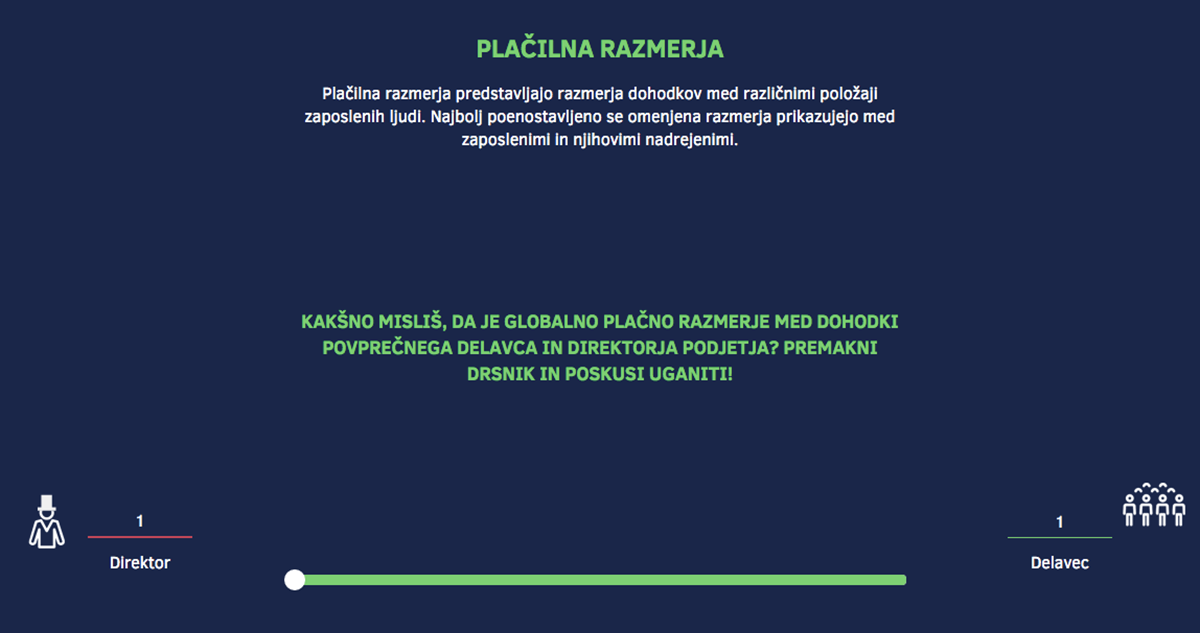 PLAČILNA RAZMERJA
Plačilna razmerja predstavljajo razmerja dohodkov med različnimi položaji
zaposlenih ljudi. Najbolj poenostavljeno se omenjena razmerja prikazujejo med
zaposlenimi in njihovimi nadrejenimi.
KAKŠNO MISLIŠ, DA JE GLOBALNO PLAČNO RAZMERJE MED DOHODKI
POVPREČNEGA DELAVCA IN DIREKTORJA PODJETJA? PREMAKNI
DRSNIK IN POSKUSI UGANITI!
1
Direktor
1
Delavec